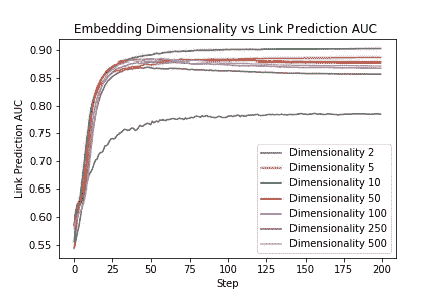 Embedding Dimensionality vs Link Prediction AUC
Link Prediction AUC
0.90
0.85
0.80
0.75
0.70
0.65
0.60
0.55
Dimensionality 2
Dimensionality 5
Dimensionality 10
Dimensionality 50
Dimensionality 100
Dimensionality 250
Dimensionality 500
0 25 50 75 100 125 150 175 200
Step